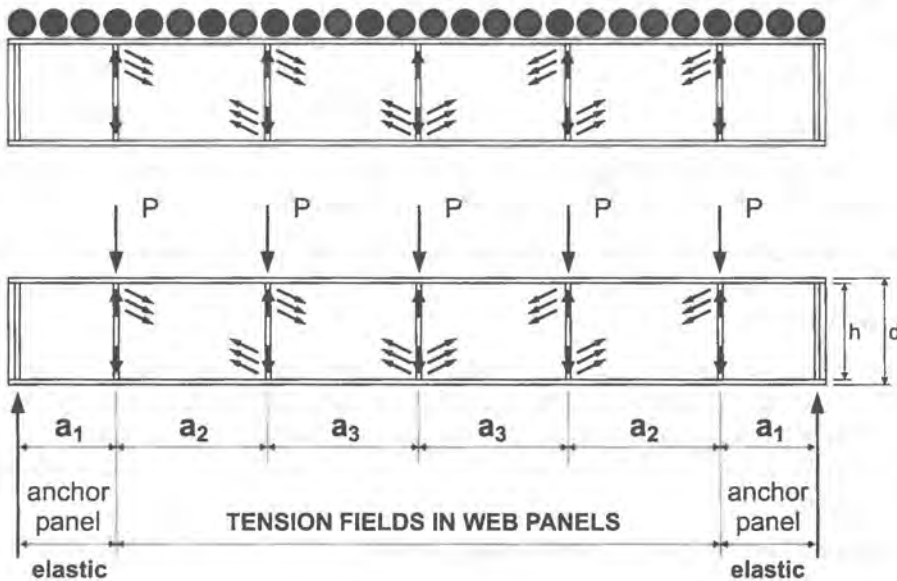 P P P P P
h d
a₁ a₂ a₃ a₃ a₂ a₁
anchor anchor
panel TENSION FIELDS IN WEB PANELS panel
elastic elastic